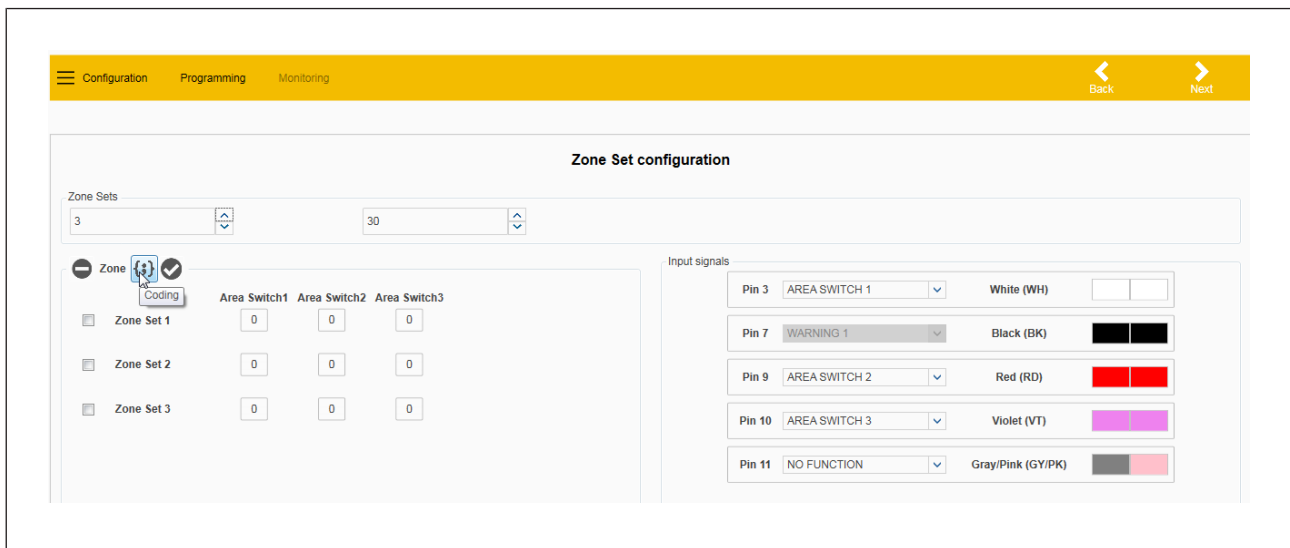 Configuration Programming Monitoring
Back Next
Zone Set configuration
Zone Sets
3 30
Zone {;}
Coding
Area Switch1 Area Switch2 Area Switch3
Zone Set 1 0 0 0
Zone Set 2 0 0 0
Zone Set 3 0 0 0
Input signals
Pin 3 AREA SWITCH 1 White (WH)
Pin 7 WARNING 1 Black (BK)
Pin 9 AREA SWITCH 2 Red (RD)
Pin 10 AREA SWITCH 3 Violet (VT)
Pin 11 NO FUNCTION Gray/Pink (GY/PK)